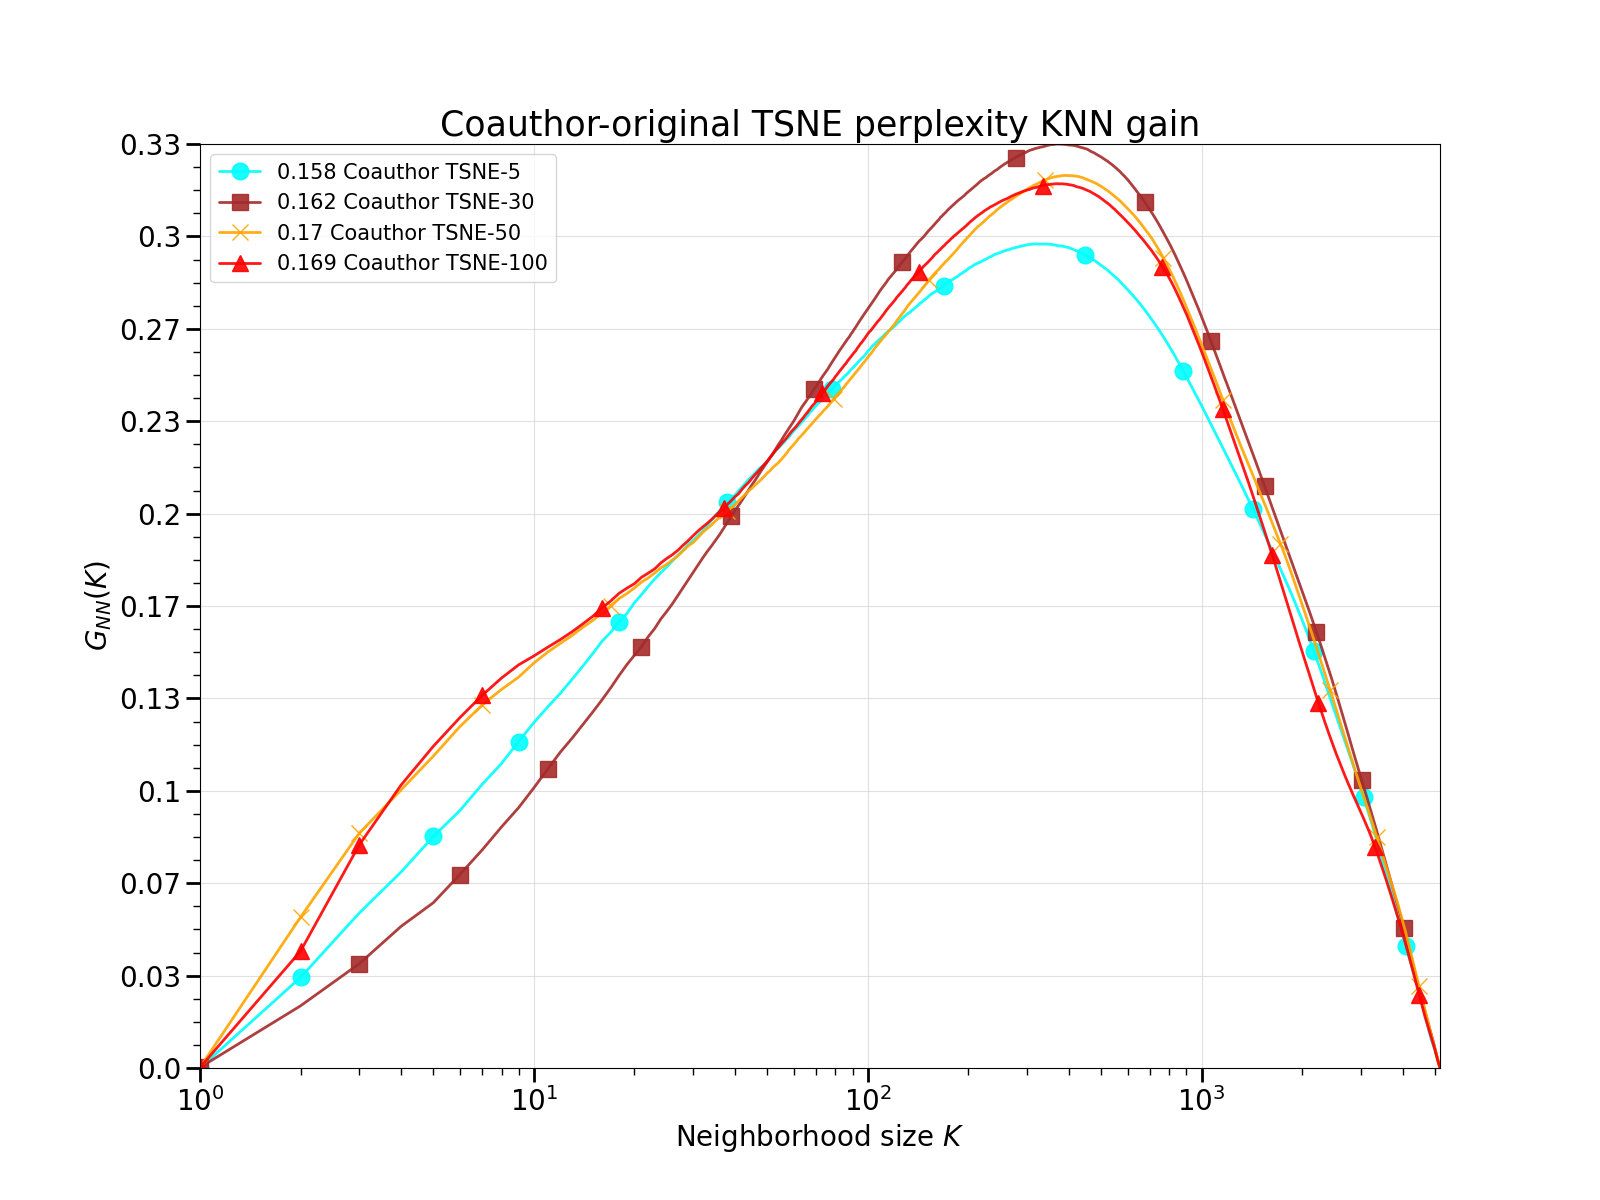 Coauthor-original TSNE perplexity KNN gain
0.158 Coauthor TSNE-5
0.162 Coauthor TSNE-30
0.17 Coauthor TSNE-50
0.169 Coauthor TSNE-100
0.33
0.3
0.27
0.23
0.2
0.17
0.13
0.1
0.07
0.03
0.0
G_{NN}(K)
10^0 10^1 10^2 10^3
Neighborhood size K